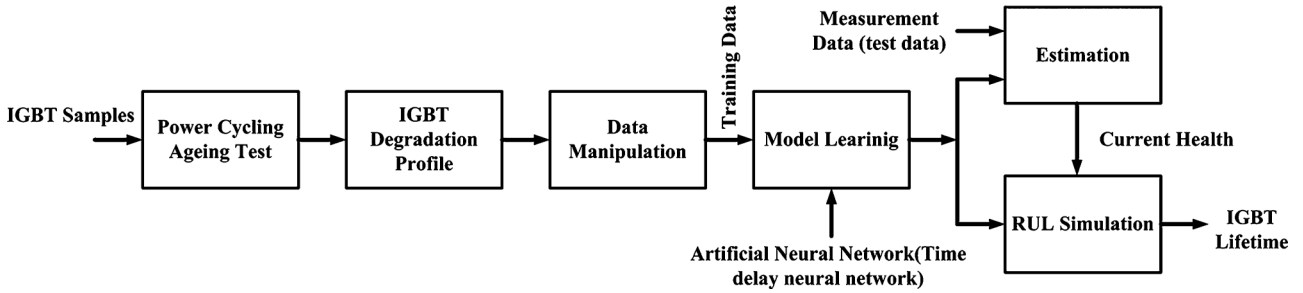 IGBT Samples
Power Cycling
Ageing Test
IGBT
Degradation
Profile
Data
Manipulation
Training Data
Model Learinig
Artificial Neural Network(Time
delay neural network)
Measurement
Data (test data)
Estimation
Current Health
RUL Simulation
IGBT
Lifetime